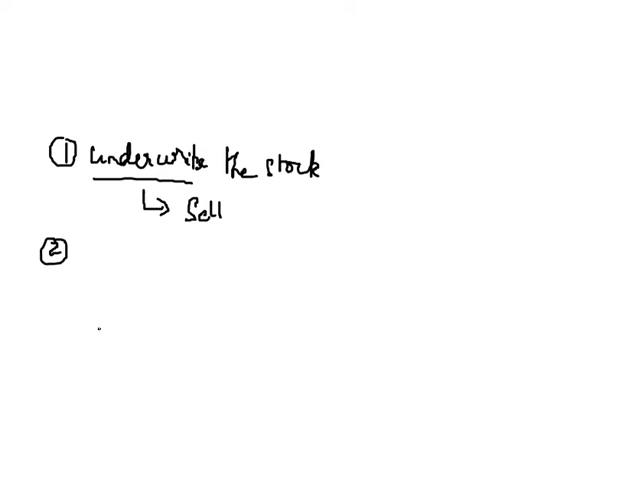 ① underwrite the stock
↳ Sell
②